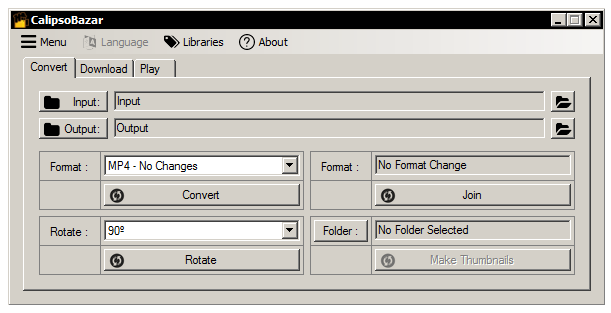 CalipsoBazar
Menu Language Libraries About
Convert Download Play
Input: Input
Output: Output
Format : MP4 - No Changes Format : No Format Change
Convert Join
Rotate : 90º Folder : No Folder Selected
Rotate Make Thumbnails